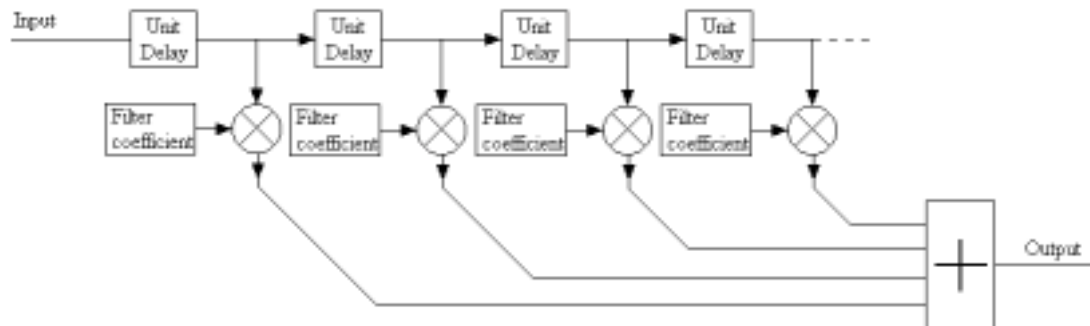 Input
Unit
Delay
Unit
Delay
Unit
Delay
Unit
Delay
Filter
coefficient
Filter
coefficient
Filter
coefficient
Filter
coefficient
Output